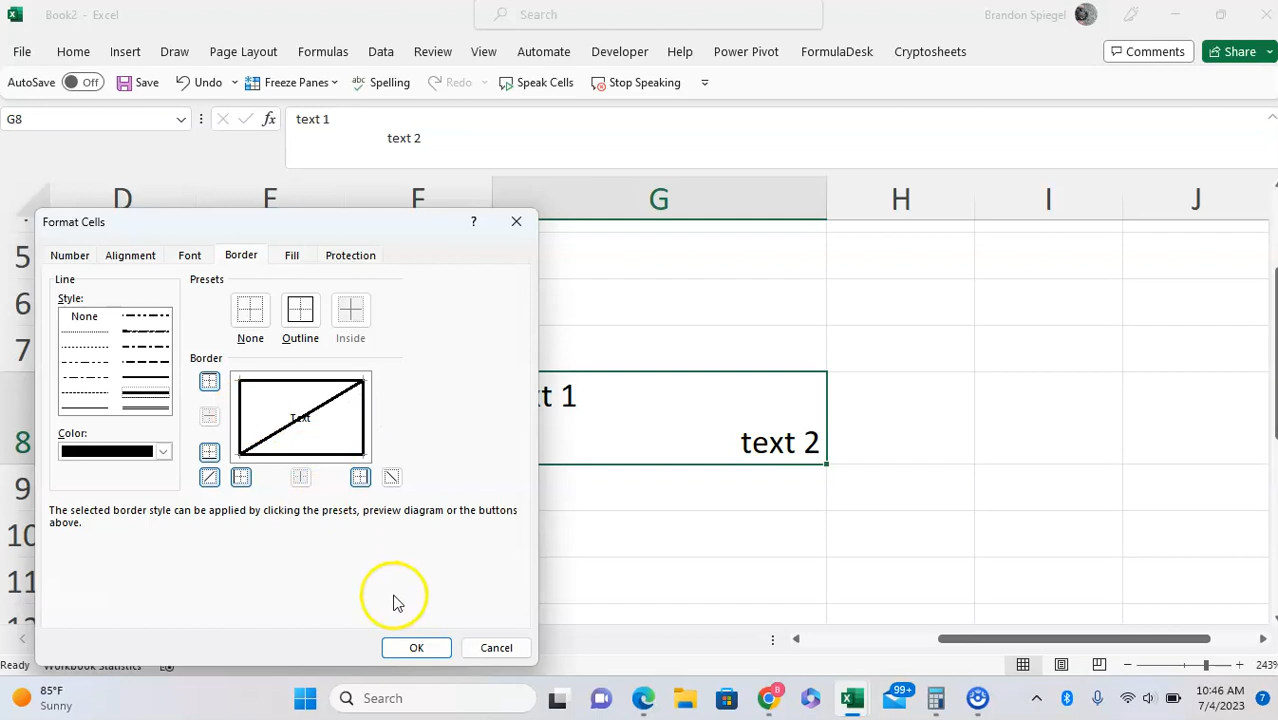 Book2 - Excel
Search
Brandon Spiegel
File Home Insert Draw Page Layout Formulas Data Review View Automate Developer Help Power Pivot FormulaDesk Cryptosheets
Comments
Share
AutoSave Off Save Undo Freeze Panes Spelling Redo Speak Cells Stop Speaking
G8
text 1
text 2
D E F G H I J
Format Cells
Number Alignment Font Border Fill Protection
Line
Presets
Style:
None
None Outline Inside
Border
Text
Color:
The selected border style can be applied by clicking the presets, preview diagram or the buttons
above.
OK Cancel
5
6
7
8
xt 1
text 2
9
10
11
Ready Workbook Statistics
243%
85°F
Sunny
Search
8
99+
10:46 AM
7/4/2023
7